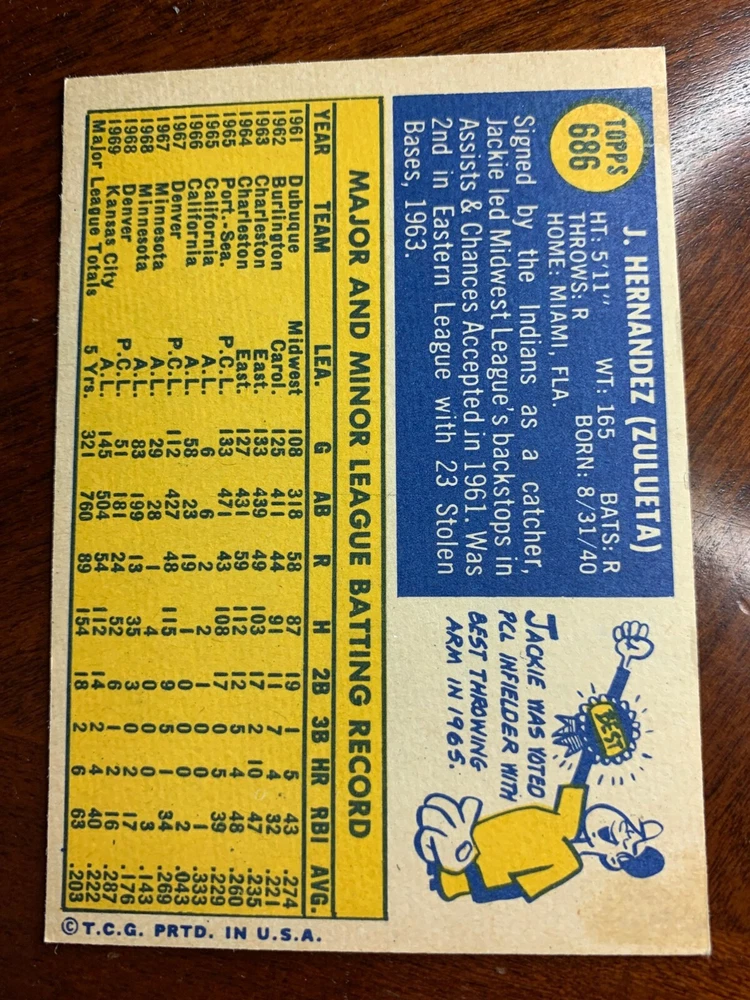 TOPPS
686
J. HERNANDEZ (ZULUETA)
HT: 5'11" WT: 165 BATS: R
THROWS: R BORN: 8/31/40
HOME: MIAMI, FLA.
Signed by the Indians as a catcher,
Jackie led Midwest League's backstops in
Assists & Chances Accepted in 1961. Was
2nd in Eastern League with 23 Stolen
Bases, 1963.
BEST
JACKIE WAS VOTED
PCL INFIELDER WITH
BEST THROWING
ARM IN 1965.
MAJOR AND MINOR LEAGUE BATTING RECORD
YEAR TEAM LEA. G AB R H 2B 3B HR RBI AVG.
1961 Dubuque Midwest 108 318 58 87 19 1 5 43 .274
1962 Burlington Carol. 125 411 44 91 11 7 4 32 .221
1963 Charleston East. 133 439 49 103 17 2 10 47 .235
1964 Charleston East. 127 431 59 112 12 5 4 48 .260
1965 Port.-Sea. P.C.L. 133 471 43 108 17 0 5 39 .229
1965 California A.L. 6 6 2 2 1 0 0 1 .333
1966 California A.L. 58 23 19 1 0 0 0 2 .043
1967 Denver P.C.L. 112 427 48 115 9 5 1 34 .269
1967 Minnesota A.L. 29 28 1 4 0 0 0 3 .143
1968 Minnesota A.L. 83 199 13 35 3 0 2 17 .176
1968 Denver P.C.L. 51 181 24 52 6 1 2 16 .287
1969 Kansas City A.L. 145 504 54 112 14 2 4 40 .222
Major League Totals 5 Yrs. 321 760 89 154 18 2 6 63 .203
©T.C.G. PRTD. IN U.S.A.